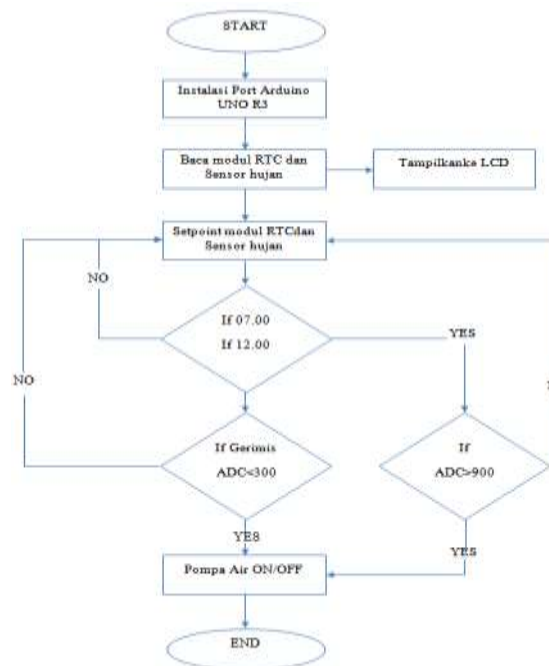 START
Instalasi Port Arduino
UNO R3
Baca modul RTC dan
Sensor hujan
Tampilkanke LCD
Setpoint modul RTCdan
Sensor hujan
NO
If 07.00
If 12.00
YES
NO
If Gerimis
ADC<300
If
ADC>900
YES
YES
Pompa Air ON/OFF
END